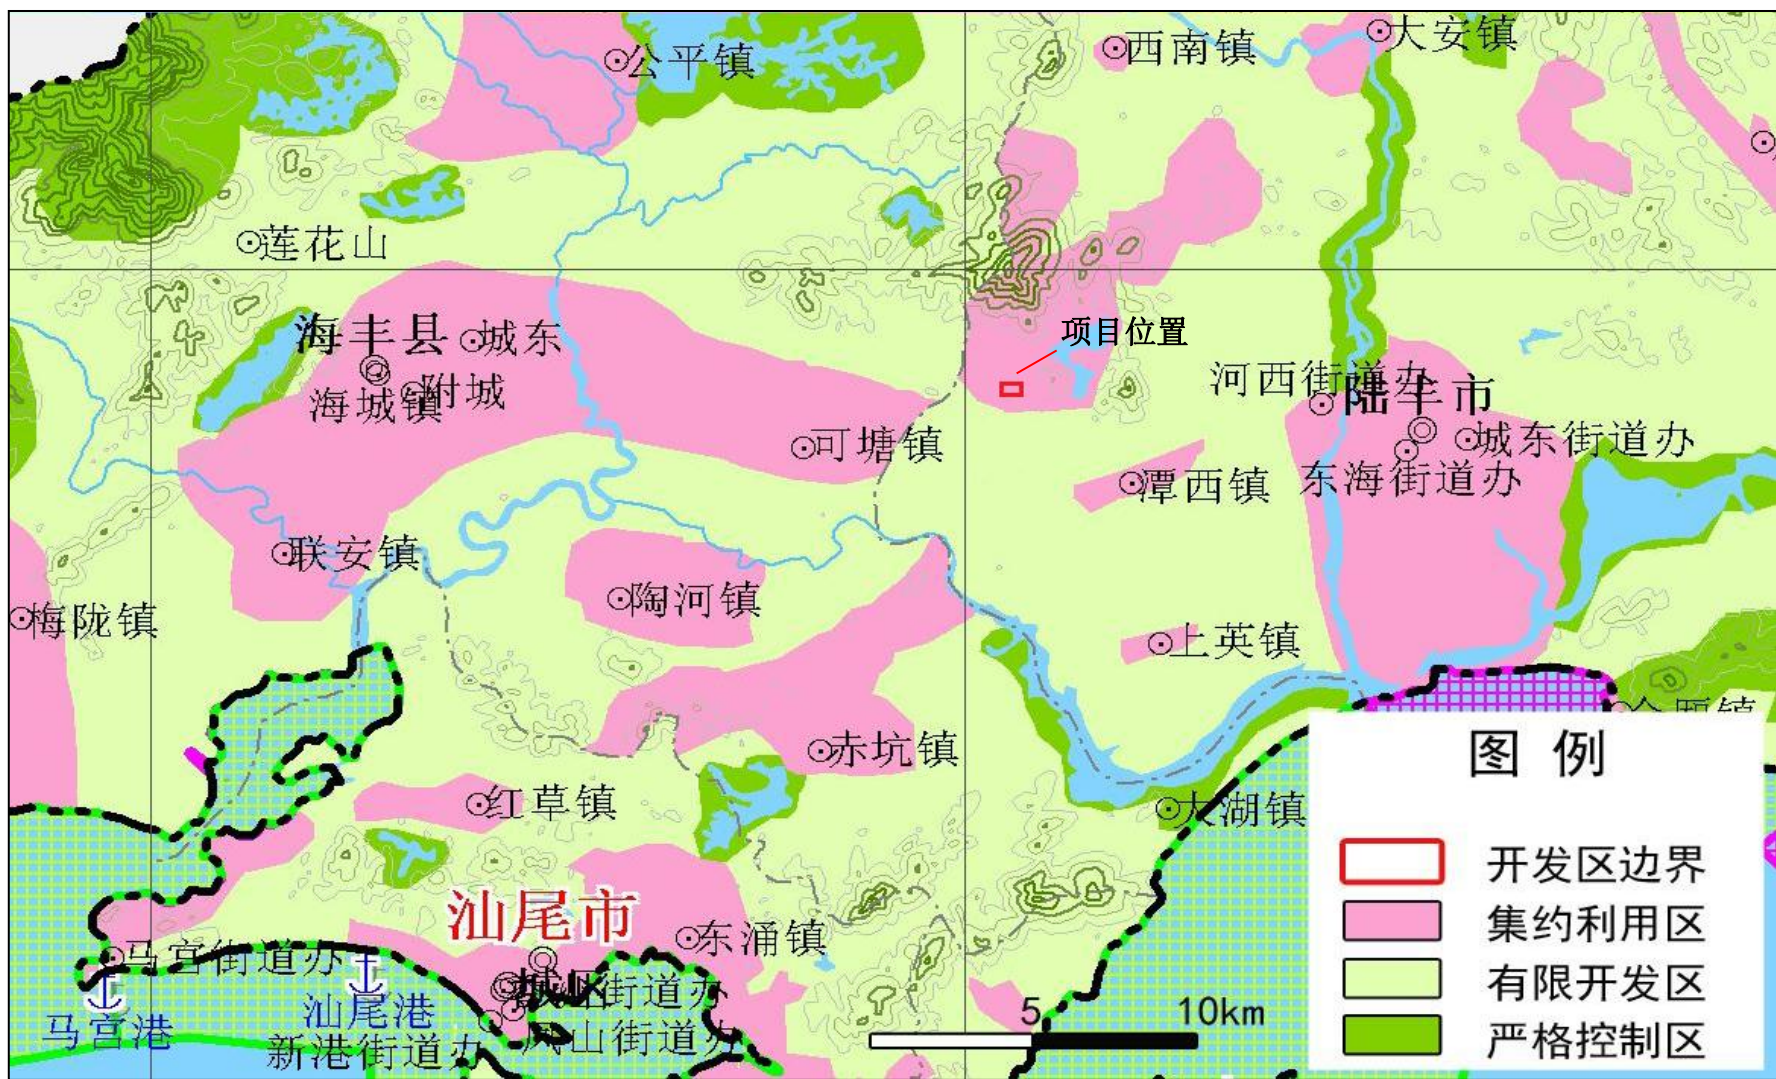 公平镇
西南镇
大安镇
莲花山
海丰县
城东
海城镇
附城
项目位置
河西街道办
陆丰市
城东街道办
东海街道办
可塘镇
潭西镇
联安镇
陶河镇
梅陇镇
上英镇
赤坑镇
红草镇
大湖镇
汕尾市
东涌镇
马宫街道办
城区
马宫港
汕尾港
新港街道办
凤山街道办
5
10km
图 例
开发区边界
集约利用区
有限开发区
严格控制区